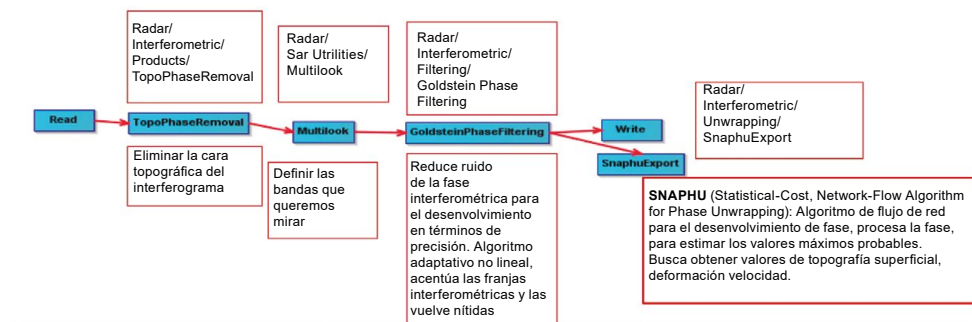 Radar/
Interferometric/
Products/
TopoPhaseRemoval
Radar/
Sar Utilities/
Multilook
Radar/
Interferometric/
Filtering/
Goldstein Phase
Filtering
Radar/
Interferometric/
Unwrapping/
SnaphuExport
Read
TopoPhaseRemoval
Multilook
GoldsteinPhaseFiltering
Write
SnaphuExport
Eliminar la cara
topográfica del
interferograma
Definir las
bandas que
queremos
mirar
Reduce ruido
de la fase
interferométrica para
el desenvolvimiento
en términos de
precisión. Algoritmo
adaptativo no lineal,
acentúa las franjas
interferométricas y las
vuelve nítidas
SNAPHU (Statistical-Cost, Network-Flow Algorithm
for Phase Unwrapping): Algoritmo de flujo de red
para el desenvolvimiento de fase, procesa la fase,
para estimar los valores máximos probables.
Busca obtener valores de topografía superficial,
deformación velocidad.